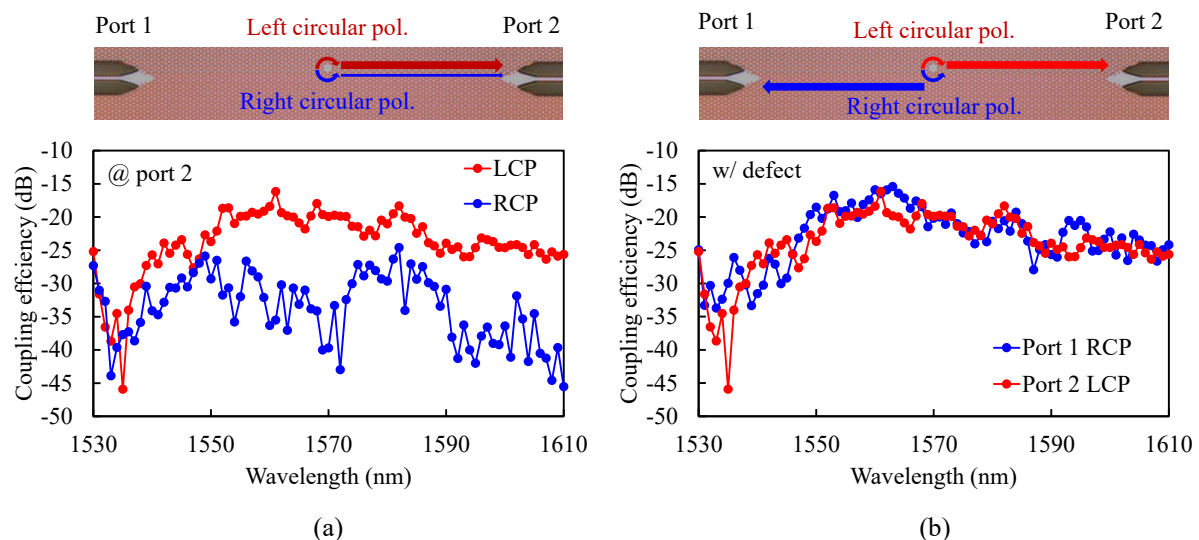 Port 1
Port 2
Left circular pol.
Right circular pol.
Coupling efficiency (dB)
-10
-15
-20
-25
-30
-35
-40
-45
-50
@ port 2
LCP
RCP
1530
1550
1570
1590
1610
Wavelength (nm)
(a)
Port 1
Port 2
Left circular pol.
Right circular pol.
Coupling efficiency (dB)
-10
-15
-20
-25
-30
-35
-40
-45
-50
w/ defect
Port 1 RCP
Port 2 LCP
1530
1550
1570
1590
1610
Wavelength (nm)
(b)